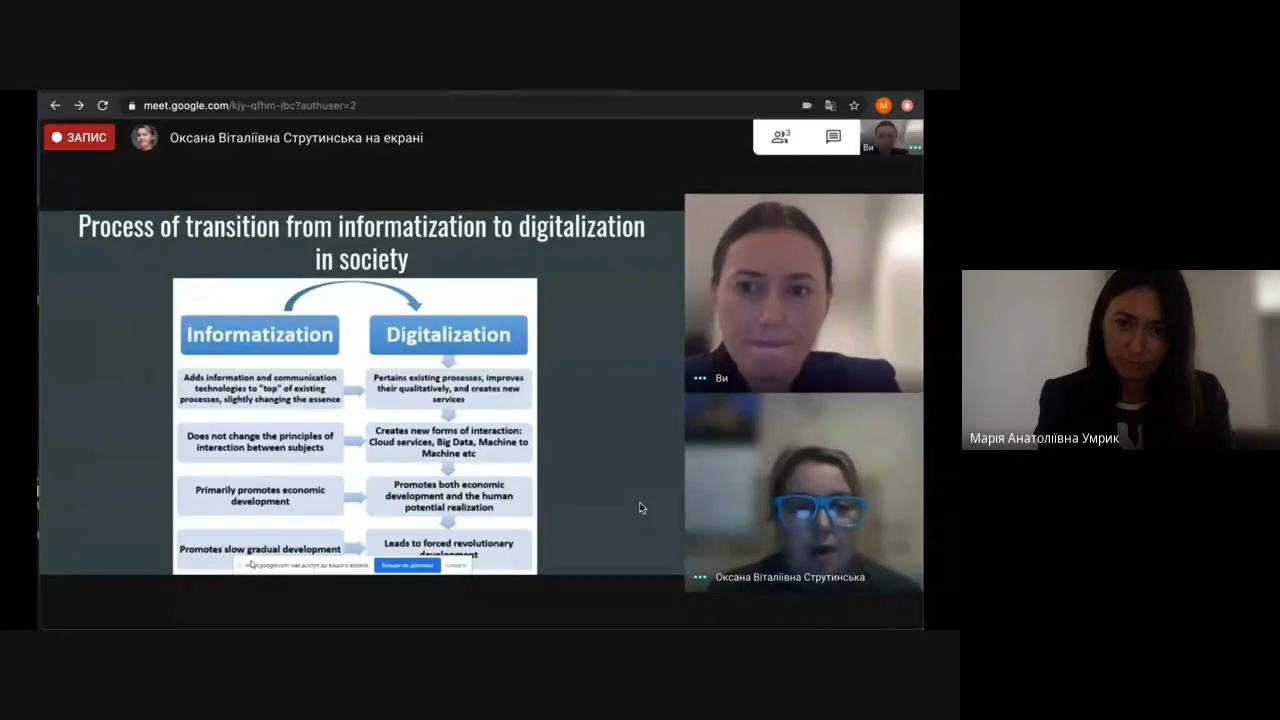 meet.google.com/kjy-qfhm-ibc?authuser=2
ЗАПИС
Оксана Віталіївна Струтинська на екрані
3
Ви
Process of transition from informatization to digitalization
in society
Informatization
Digitalization
Adds information and communication
technologies to "top" of existing
processes, slightly changing the essence
Pertains existing processes, improves
their qualitatively, and creates new
services
Does not change the principles of
interaction between subjects
Creates new forms of interaction:
Cloud services, Big Data, Machine to
Machine etc
Primarily promotes economic
development
Promotes both economic
development and the human
potential realization
Promotes slow gradual development
Leads to forced revolutionary
development
Ви
Оксана Віталіївна Струтинська
Марія Анатоліївна Умрик
M